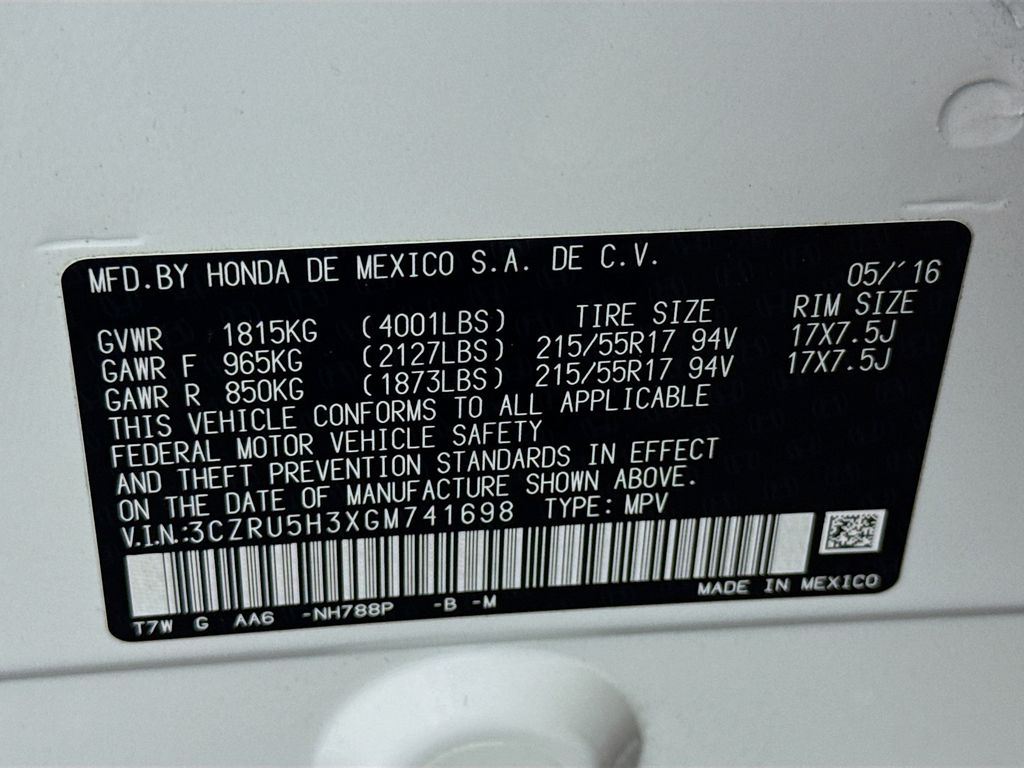 MFD.BY HONDA DE MEXICO S.A. DE C.V.
05/'16
GVWR 1815KG (4001LBS) TIRE SIZE RIM SIZE
GAWR F 965KG (2127LBS) 215/55R17 94V 17X7.5J
GAWR R 850KG (1873LBS) 215/55R17 94V 17X7.5J
THIS VEHICLE CONFORMS TO ALL APPLICABLE
FEDERAL MOTOR VEHICLE SAFETY
AND THEFT PREVENTION STANDARDS IN EFFECT
ON THE DATE OF MANUFACTURE SHOWN ABOVE.
V.I.N.:3CZRU5H3XGM741698 TYPE: MPV
T7W G AA6 -NH788P -B -M MADE IN MEXICO